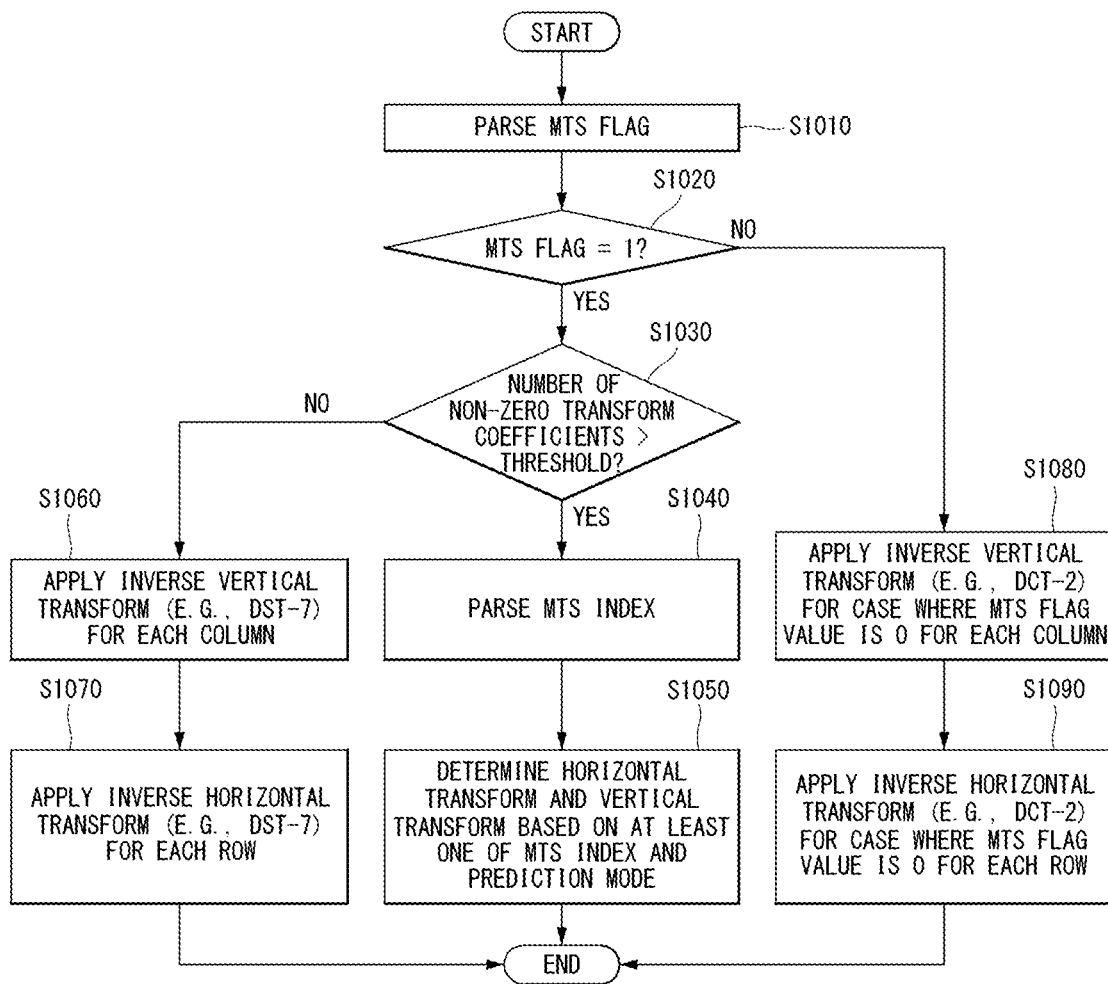 START
PARSE MTS FLAG
S1010
S1020
MTS FLAG = 1?
NO
YES
S1030
NUMBER OF
NON-ZERO TRANSFORM
COEFFICIENTS >
THRESHOLD?
NO
YES
S1060
APPLY INVERSE VERTICAL
TRANSFORM (E.G., DST-7)
FOR EACH COLUMN
S1040
PARSE MTS INDEX
S1080
APPLY INVERSE VERTICAL
TRANSFORM (E.G., DCT-2)
FOR CASE WHERE MTS FLAG
VALUE IS 0 FOR EACH COLUMN
S1070
APPLY INVERSE HORIZONTAL
TRANSFORM (E.G., DST-7)
FOR EACH ROW
S1050
DETERMINE HORIZONTAL
TRANSFORM AND VERTICAL
TRANSFORM BASED ON AT LEAST
ONE OF MTS INDEX AND
PREDICTION MODE
S1090
APPLY INVERSE HORIZONTAL
TRANSFORM (E.G., DCT-2)
FOR CASE WHERE MTS FLAG
VALUE IS 0 FOR EACH ROW
END